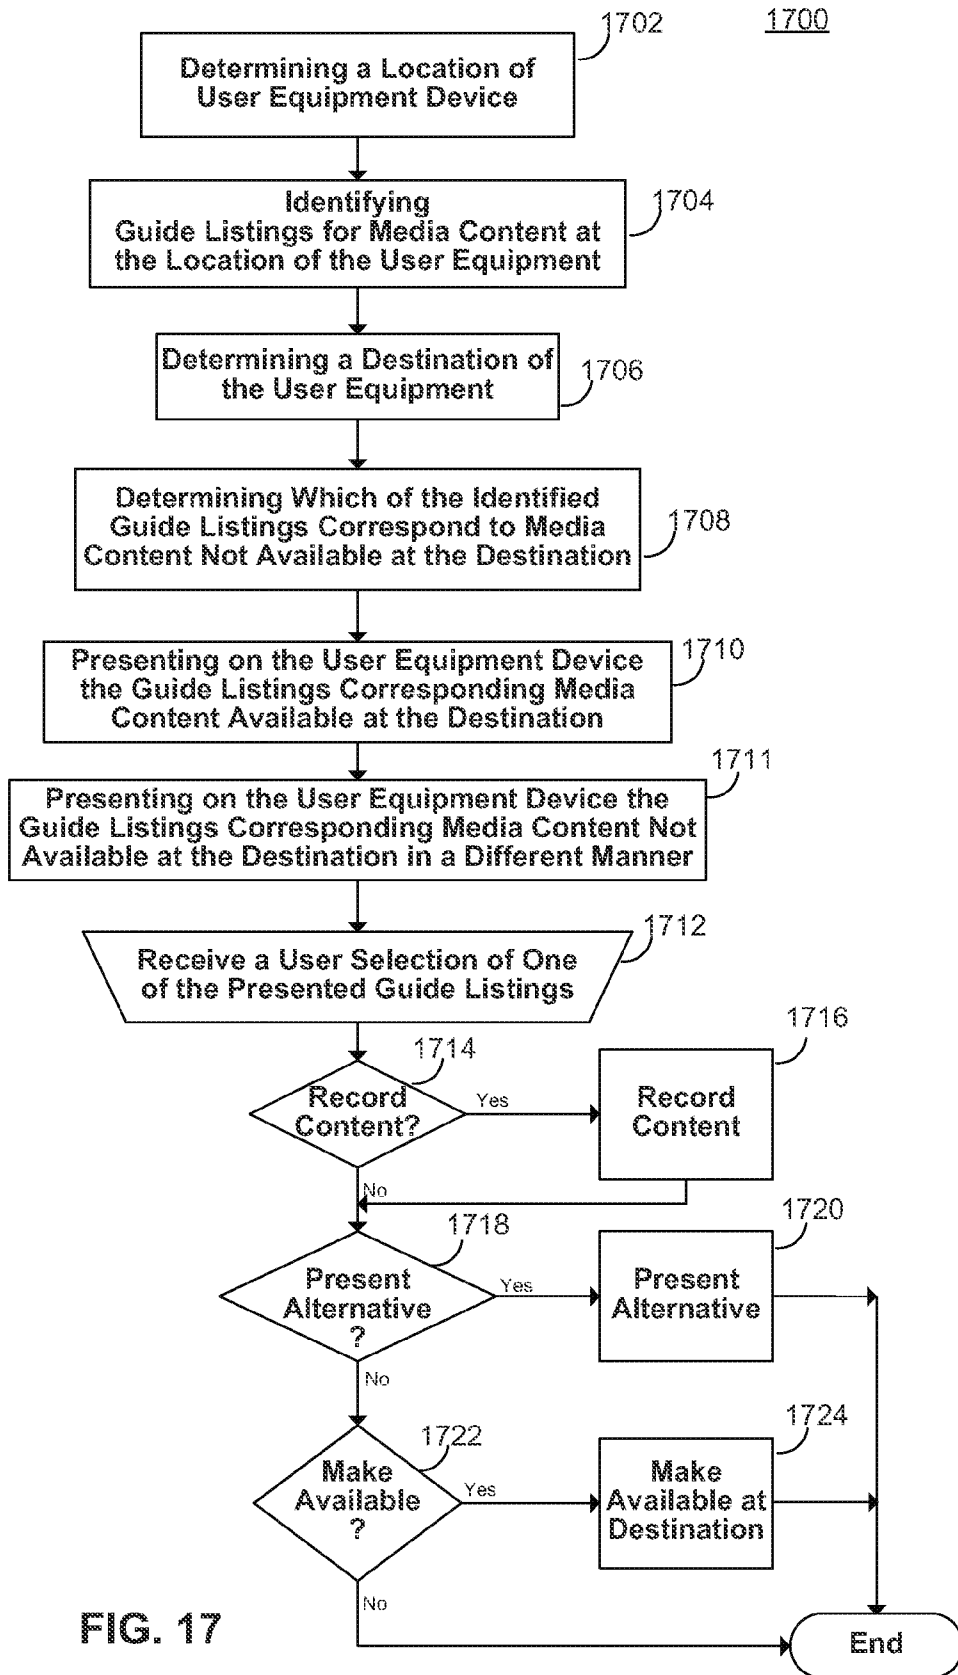 1700
1702
Determining a Location of
User Equipment Device
1704
Identifying
Guide Listings for Media Content at
the Location of the User Equipment
1706
Determining a Destination of
the User Equipment
1708
Determining Which of the Identified
Guide Listings Correspond to Media
Content Not Available at the Destination
1710
Presenting on the User Equipment Device
the Guide Listings Corresponding Media
Content Available at the Destination
1711
Presenting on the User Equipment Device the
Guide Listings Corresponding Media Content Not
Available at the Destination in a Different Manner
1712
Receive a User Selection of One
of the Presented Guide Listings
1714
Record
Content?
Yes
1716
Record
Content
No
1718
Present
Alternative
?
Yes
1720
Present
Alternative
No
1722
Make
Available
?
Yes
1724
Make
Available at
Destination
No
End
FIG. 17